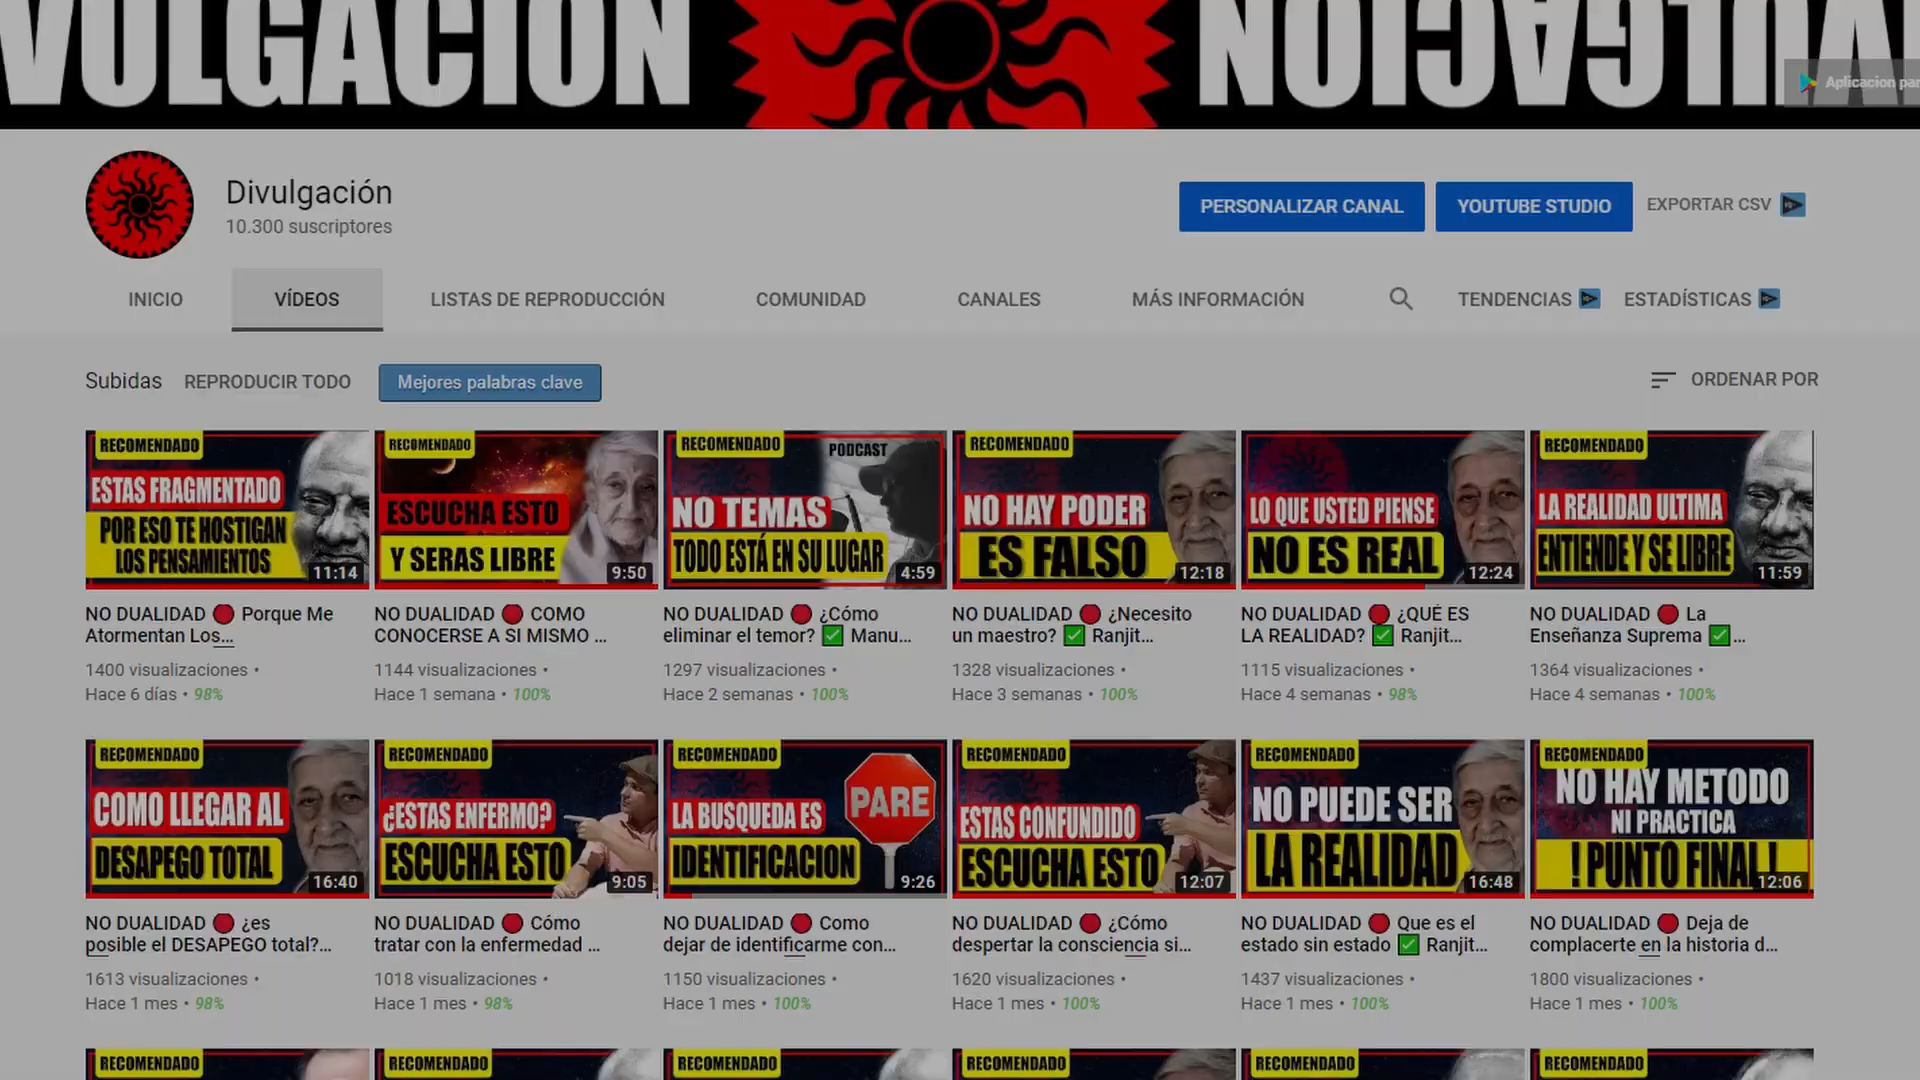 VULGACION
Aplicacion par
Divulgación
10.300 suscriptores
PERSONALIZAR CANAL
YOUTUBE STUDIO
EXPORTAR CSV
INICIO
VÍDEOS
LISTAS DE REPRODUCCIÓN
COMUNIDAD
CANALES
MÁS INFORMACIÓN
TENDENCIAS
ESTADÍSTICAS
Subidas
REPRODUCIR TODO
Mejores palabras clave
ORDENAR POR
RECOMENDADO
ESTAS FRAGMENTADO
POR ESO TE HOSTIGAN
LOS PENSAMIENTOS
11:14
RECOMENDADO
ESCUCHA ESTO
Y SERAS LIBRE
9:50
RECOMENDADO
PODCAST
NO TEMAS
TODO ESTÁ EN SU LUGAR
4:59
RECOMENDADO
NO HAY PODER
ES FALSO
12:18
LO QUE USTED PIENSE
NO ES REAL
12:24
RECOMENDADO
LA REALIDAD ULTIMA
ENTIENDE Y SE LIBRE
11:59
NO DUALIDAD 🔴 Porque Me
Atormentan Los...
1400 visualizaciones •
Hace 6 días • 98%
NO DUALIDAD 🔴 COMO
CONOCERSE A SI MISMO ...
1144 visualizaciones •
Hace 1 semana • 100%
NO DUALIDAD 🔴 ¿Cómo
eliminar el temor? ✅ Manu...
1297 visualizaciones •
Hace 2 semanas • 100%
NO DUALIDAD 🔴 ¿Necesito
un maestro? ✅ Ranjit...
1328 visualizaciones •
Hace 3 semanas • 100%
NO DUALIDAD 🔴 ¿QUÉ ES
LA REALIDAD? ✅ Ranjit...
1115 visualizaciones •
Hace 4 semanas • 98%
NO DUALIDAD 🔴 La
Enseñanza Suprema ✅ ...
1364 visualizaciones •
Hace 4 semanas • 100%
RECOMENDADO
COMO LLEGAR AL
DESAPEGO TOTAL
16:40
RECOMENDADO
¿ESTAS ENFERMO?
ESCUCHA ESTO
9:05
RECOMENDADO
LA BUSQUEDA ES
IDENTIFICACION
PARE
9:26
RECOMENDADO
ESTAS CONFUNDIDO
ESCUCHA ESTO
12:07
RECOMENDADO
NO PUEDE SER
LA REALIDAD
16:48
RECOMENDADO
NO HAY METODO
NI PRACTICA
! PUNTO FINAL !
12:06
NO DUALIDAD 🔴 ¿es
posible el DESAPEGO total?...
1613 visualizaciones •
Hace 1 mes • 98%
NO DUALIDAD 🔴 Cómo
tratar con la enfermedad ...
1018 visualizaciones •
Hace 1 mes • 98%
NO DUALIDAD 🔴 Como
dejar de identificarme con...
1150 visualizaciones •
Hace 1 mes • 100%
NO DUALIDAD 🔴 ¿Cómo
despertar la consciencia si...
1620 visualizaciones •
Hace 1 mes • 100%
NO DUALIDAD 🔴 Que es el
estado sin estado ✅ Ranjit...
1437 visualizaciones •
Hace 1 mes • 100%
NO DUALIDAD 🔴 Deja de
complacerte en la historia d...
1800 visualizaciones •
Hace 1 mes • 100%
RECOMENDADO
RECOMENDADO
RECOMENDADO
RECOMENDADO
RECOMENDADO
RECOMENDADO